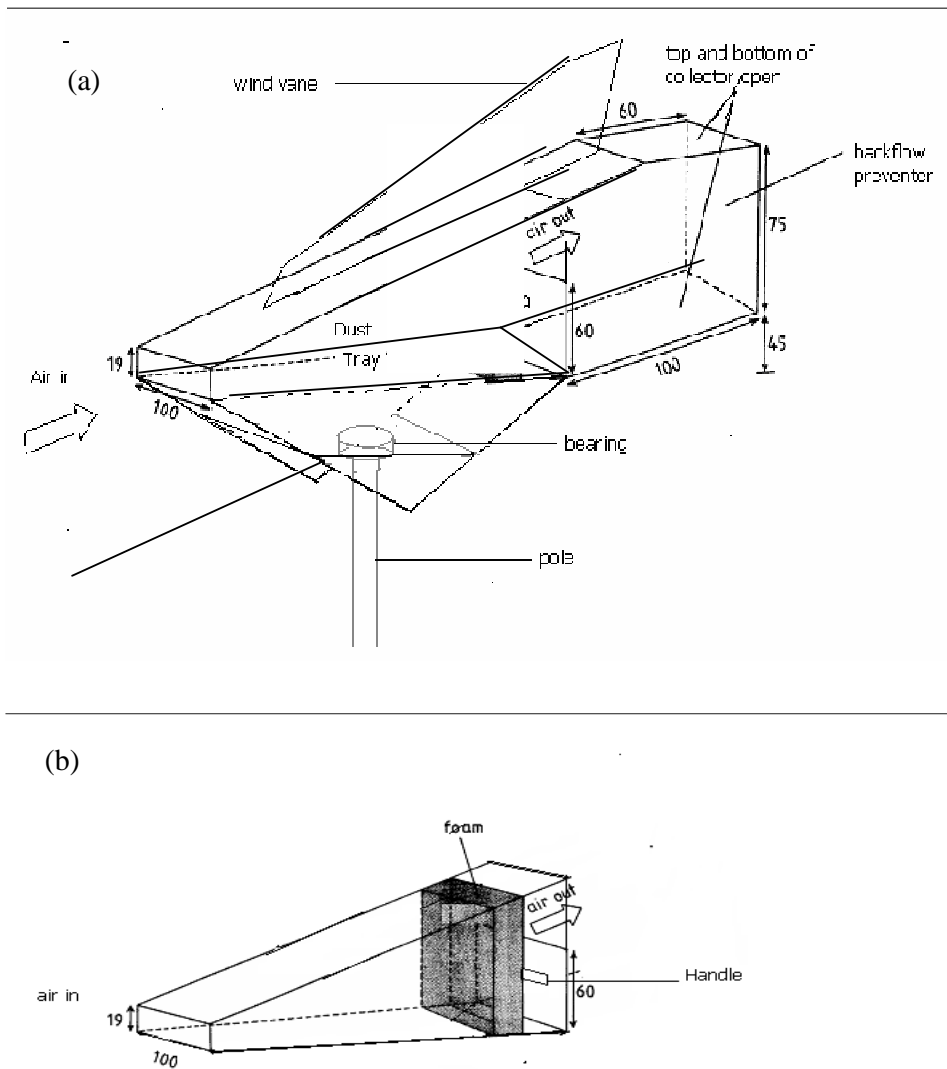 (a)
wind vane
top and bottom of
collector open
60
backflow
preventor
75
air out
60
Dust
Tray
19
Air in
100
100
45
bearing
pole
(b)
foam
air out
Handle
air in
60
19
100